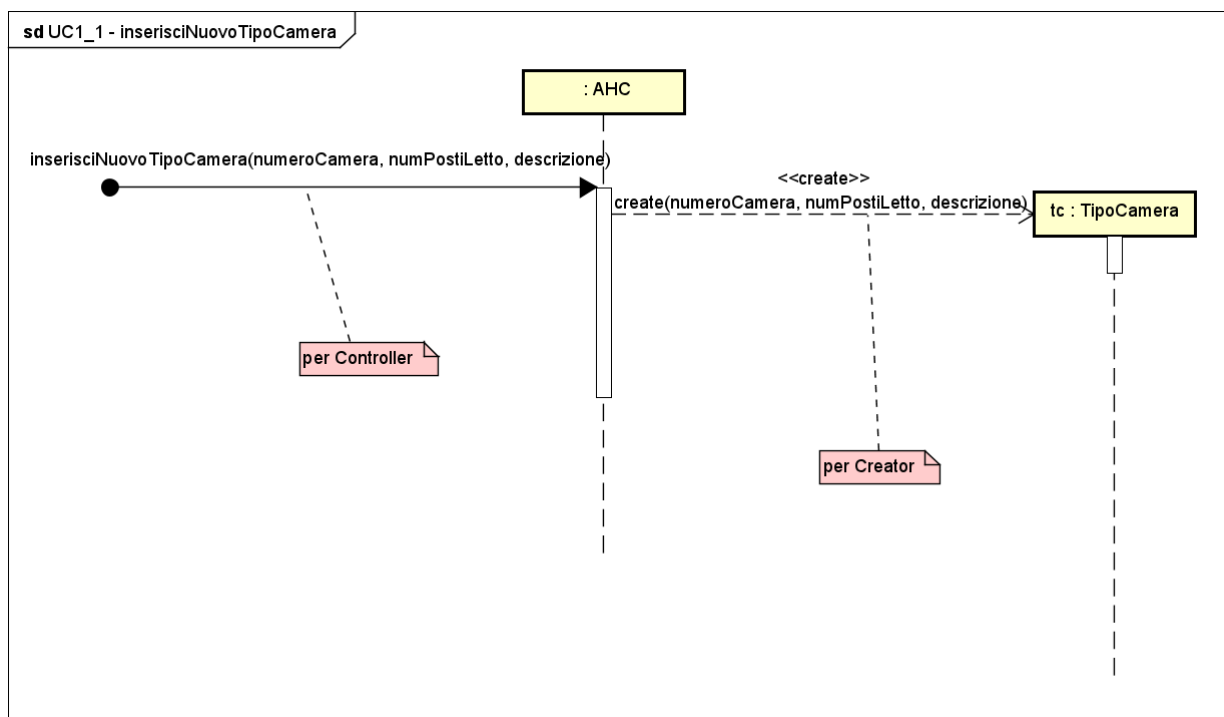 sd UC1_1 - inserisciNuovoTipoCamera
: AHC
inserisciNuovoTipoCamera(numeroCamera, numPostiLetto, descrizione)
<<create>>
create(numeroCamera, numPostiLetto, descrizione)
tc : TipoCamera
per Controller
per Creator